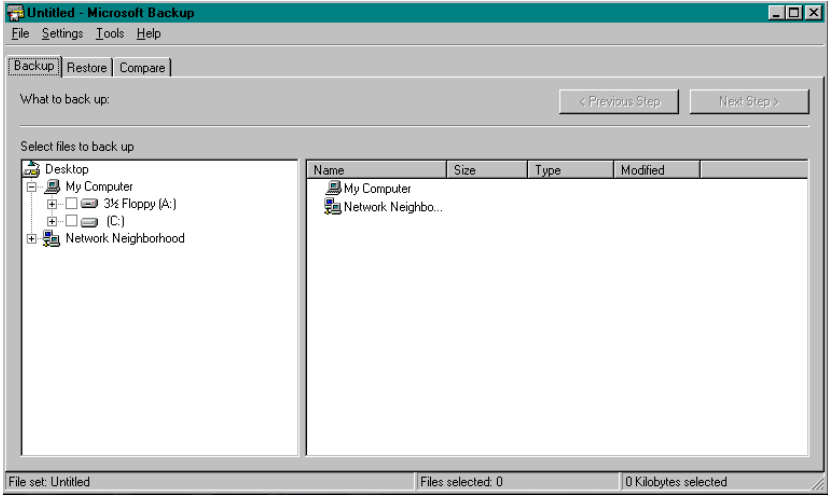 Untitled - Microsoft Backup
File Settings Tools Help
Backup Restore Compare
What to back up:
< Previous Step Next Step >
Select files to back up
Desktop
My Computer
3½ Floppy (A:)
(C:)
Network Neighborhood
Name Size Type Modified
My Computer
Network Neighbo...
File set: Untitled Files selected: 0 0 Kilobytes selected